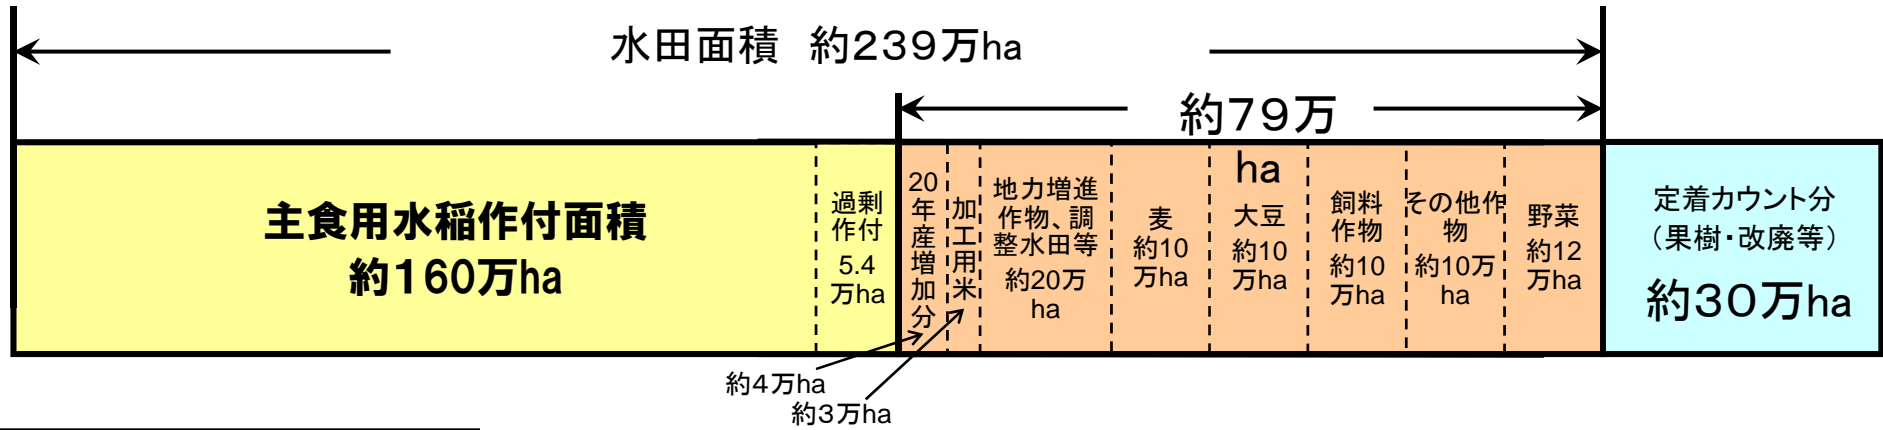 水田面積　約２３９万ha
約７９万
ha
主食用水稲作付面積
約１６０万ha
過剰
作付
5.4
万ha
20
年
産
増
加
分
加
工
用
米
地力増進
作物、調
整水田等
約20万
ha
麦
約10
万ha
大豆
約10
万ha
飼料
作物
約10
万ha
その他作
物
約10万
ha
野菜
約12
万ha
定着カウント分
（果樹・改廃等）
約３０万ha
約４万ha
約３万ha